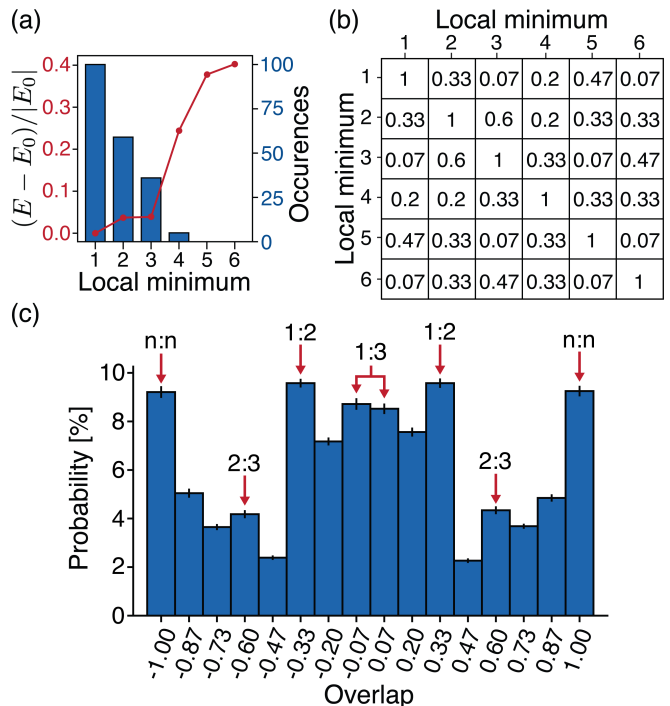 (a)
(E − E0)/|E0|
0.4
0.3
0.2
0.1
0.0
100
75
50
25
0
Occurences
1 2 3 4 5 6
Local minimum
(b)
Local minimum
1 2 3 4 5 6
Local minimum
1 1 0.33 0.07 0.2 0.47 0.07
2 0.33 1 0.6 0.2 0.33 0.33
3 0.07 0.6 1 0.33 0.07 0.47
4 0.2 0.2 0.33 1 0.33 0.33
5 0.47 0.33 0.07 0.33 1 0.07
6 0.07 0.33 0.47 0.33 0.07 1
(c)
n:n 1:2 1:3 1:2 n:n
2:3 2:3
Probability [%]
10
8
6
4
2
0
-1.00 -0.87 -0.73 -0.60 -0.47 -0.33 -0.20 -0.07 0.07 0.20 0.33 0.47 0.60 0.73 0.87 1.00
Overlap